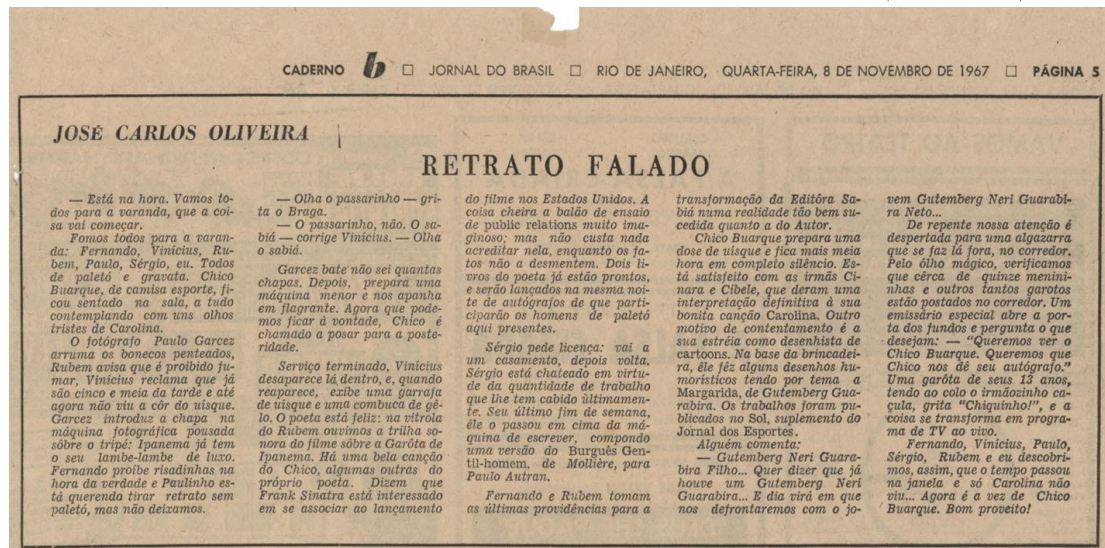 CADERNO b □ JORNAL DO BRASIL □ RIO DE JANEIRO, QUARTA-FEIRA, 8 DE NOVEMBRO DE 1967 □ PÁGINA 5
JOSÉ CARLOS OLIVEIRA
RETRATO FALADO
— Está na hora. Vamos to-
dos para a varanda, que a coi-
sa vai começar.
Fomos todos para a varan-
da: Fernando, Vinícius, Ru-
bem, Paulo, Sérgio, eu. Todos
de paletó e gravata. Chico
Buarque, de camisa esporte, fi-
cou sentado na sala, a tudo
contemplando com uns olhos
tristes de Carolina.
O fotógrafo Paulo Garcez
arruma os bonecos penteados,
Rubem avisa que é proibido fu-
mar, Vinícius reclama que já
são cinco e meia da tarde e até
agora não viu a côr do uísque.
Garcez introduz a chapa na
máquina fotográfica pousada
sôbre o tripé: Ipanema já tem
o seu lambe-lambe de luxo.
Fernando proíbe risadinhas na
hora da verdade e Paulinho es-
tá querendo tirar retrato sem
paletó, mas não deixamos.
— Olha o passarinho — gri-
ta o Braga.
— O passarinho, não. O sa-
biá — corrige Vinícius. — Olha
o sabiá.
Garcez bate não sei quantas
chapas. Depois, prepara uma
máquina menor e nos apanha
em flagrante. Agora que pode-
mos ficar à vontade, Chico é
chamado a posar para a poste-
ridade.
Serviço terminado, Vinícius
desaparece lá dentro, e, quando
reaparece, exibe uma garrafa
de uísque e uma combuca de gê-
lo. O poeta está feliz: na vitrola
do Rubem ouvimos a trilha so-
nora do filme sôbre a Garôta de
Ipanema. Há uma bela canção
do Chico, algumas outras do
próprio poeta. Dizem que
Frank Sinatra está interessado
em se associar ao lançamento
do filme nos Estados Unidos. A
coisa cheira a balão de ensaio
de public relations muito ima-
ginoso; mas não custa nada
acreditar nela, enquanto os fa-
tos não a desmentem. Dois li-
vros do poeta já estão prontos,
e serão lançados na mesma noi-
te de autógrafos de que parti-
ciparão os homens de paletó
aqui presentes.
Sérgio pede licença: vai a
um casamento, depois volta.
Sérgio está chateado em virtu-
de da quantidade de trabalho
que lhe tem cabido ùltimamen-
te. Seu último fim de semana,
êle o passou em cima da má-
quina de escrever, compondo
uma versão do Burguês Gen-
til-homem, de Mollière, para
Paulo Autran.
Fernando e Rubem tomam
as últimas providências para a
transformação da Editôra Sa-
biá numa realidade tão bem su-
cedida quanto a do Autor.
Chico Buarque prepara uma
dose de uísque e fica mais meia
hora em completo silêncio. Es-
tá satisfeito com as irmãs Ci-
nara e Cibele, que deram uma
interpretação definitiva à sua
bonita canção Carolina. Outro
motivo de contentamento é a
sua estréia como desenhista de
cartoons. Na base da brincadei-
ra, êle fêz alguns desenhos hu-
morísticos tendo por tema a
Margarida, de Gutemberg Gua-
rabira. Os trabalhos foram pu-
blicados no Sol, suplemento do
Jornal dos Esportes.
Alguém comenta:
— Gutemberg Neri Guara-
bira Filho... Quer dizer que já
houve um Gutemberg Neri
Guarabira... E dia virá em que
nos defrontaremos com o jo-
vem Gutemberg Neri Guarabi-
ra Neto...
De repente nossa atenção é
despertada para uma algazarra
que se faz lá fora, no corredor.
Pelo ôlho mágico, verificamos
que cêrca de quinze menini-
nhas e outros tantos garotos
estão postados no corredor. Um
emissário especial abre a por-
ta dos fundos e pergunta o que
desejam: — "Queremos ver o
Chico Buarque. Queremos que
Chico nos dê seu autógrafo."
Uma garôta de seus 13 anos,
tendo ao colo o irmãozinho ca-
çula, grita "Chiquinho!", e a
coisa se transforma em progra-
ma de TV ao vivo.
Fernando, Vinícius, Paulo,
Sérgio, Rubem e eu descobri-
mos, assim, que o tempo passou
na janela e só Carolina não
viu... Agora é a vez de Chico
Buarque. Bom proveito!